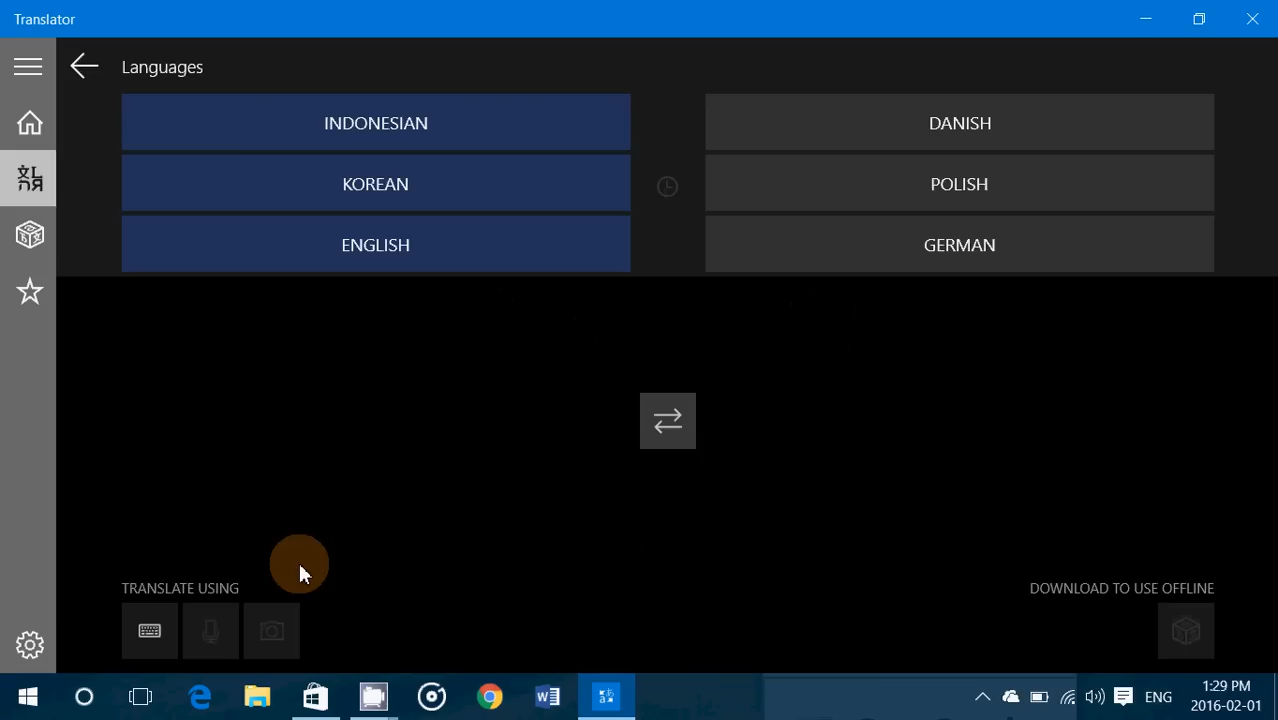 Translator
Languages
INDONESIAN
DANISH
KOREAN
POLISH
ENGLISH
GERMAN
TRANSLATE USING
DOWNLOAD TO USE OFFLINE
ENG
1:29 PM
2016-02-01